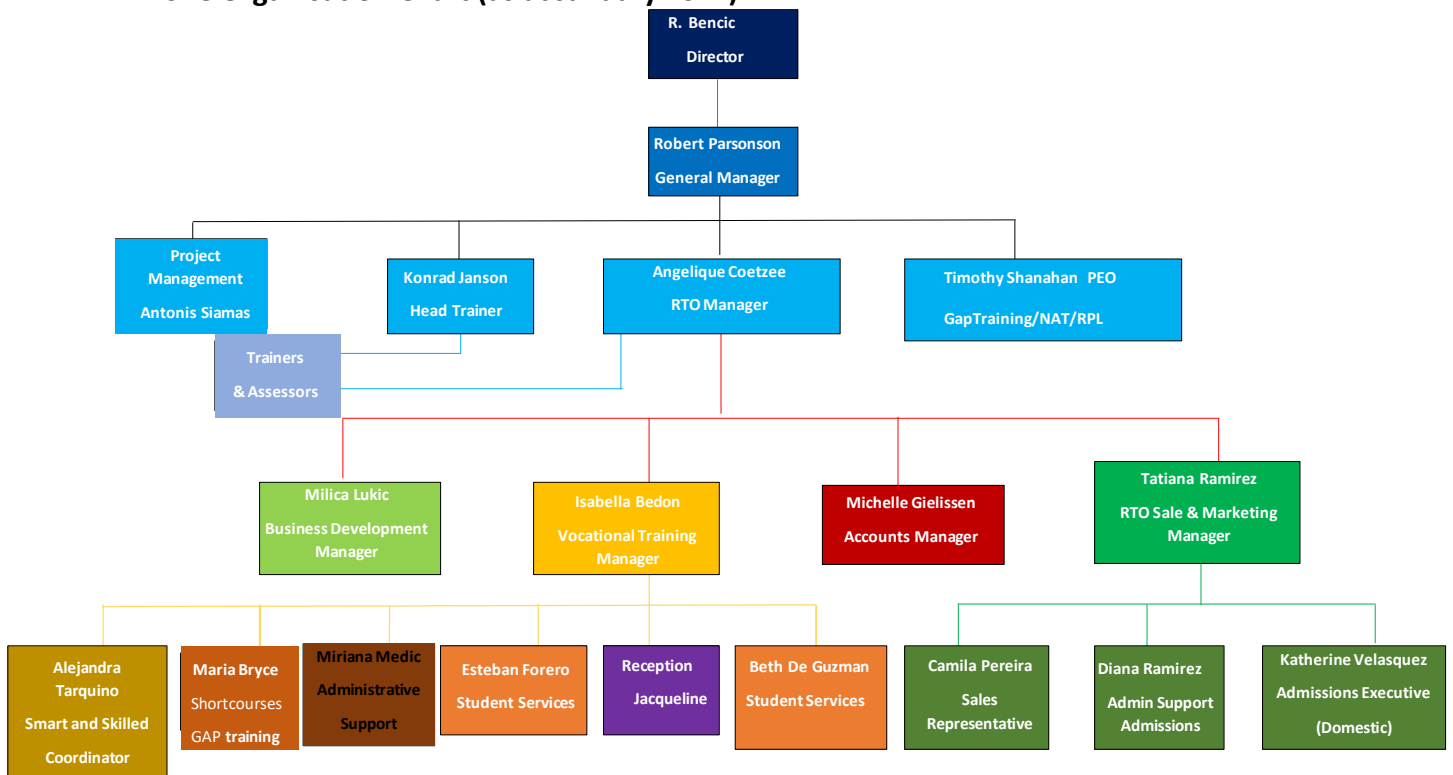 R. Bencic
Director
Robert Parsonson
General Manager
Project
Management
Antonis Siamas
Konrad Janson
Head Trainer
Angelique Coetzee
RTO Manager
Timothy Shanahan PEO
GapTraining/NAT/RPL
Trainers
& Assessors
Milica Lukic
Business Development
Manager
Isabella Bedon
Vocational Training
Manager
Michelle Gielissen
Accounts Manager
Tatiana Ramirez
RTO Sale & Marketing
Manager
Alejandra
Tarquino
Smart and Skilled
Coordinator
Maria Bryce
Shortcourses
GAP training
Miriana Medic
Administrative
Support
Esteban Forero
Student Services
Reception
Jacqueline
Beth De Guzman
Student Services
Camila Pereira
Sales
Representative
Diana Ramirez
Admin Support
Admissions
Katherine Velasquez
Admissions Executive
(Domestic)